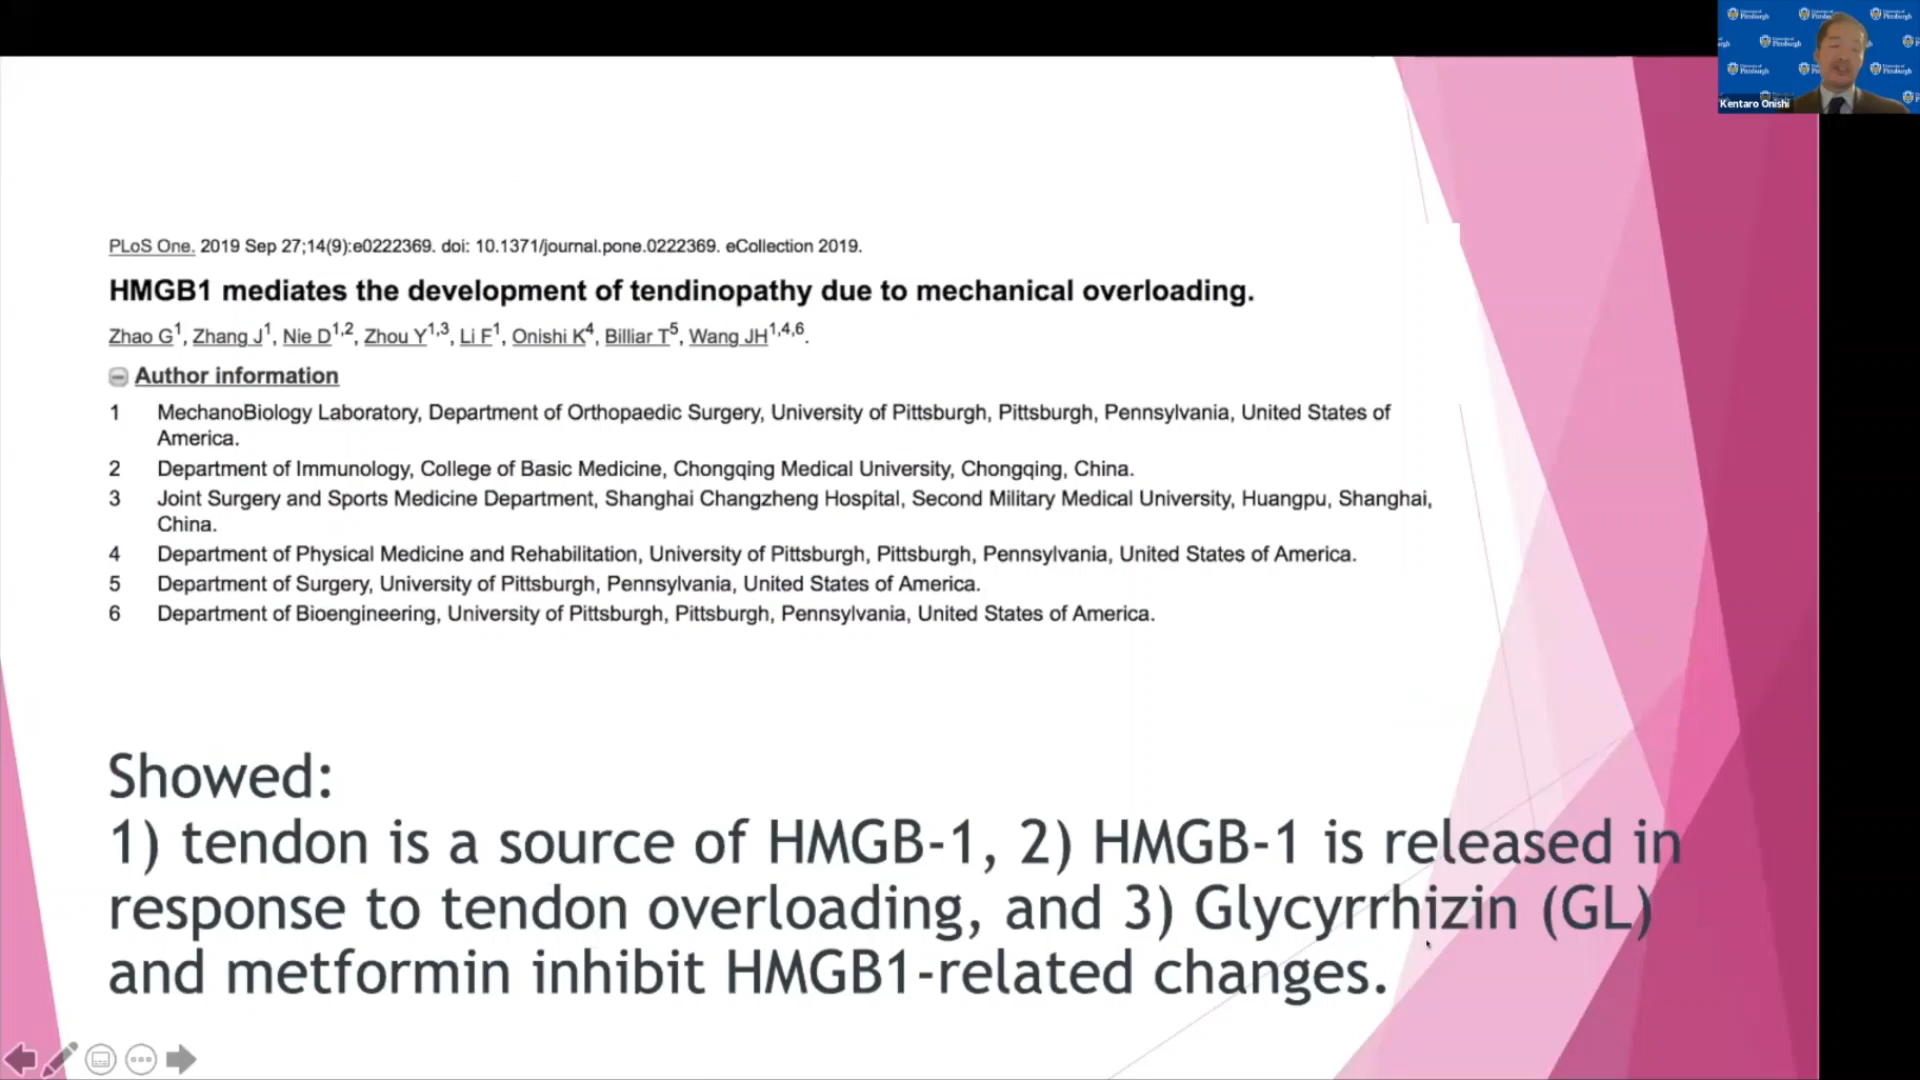 PLoS One. 2019 Sep 27;14(9):e0222369. doi: 10.1371/journal.pone.0222369. eCollection 2019.
HMGB1 mediates the development of tendinopathy due to mechanical overloading.
Zhao G1, Zhang J1, Nie D1,2, Zhou Y1,3, Li F1, Onishi K4, Billiar T5, Wang JH1,4,6.
Author information
1 MechanoBiology Laboratory, Department of Orthopaedic Surgery, University of Pittsburgh, Pittsburgh, Pennsylvania, United States of
America.
2 Department of Immunology, College of Basic Medicine, Chongqing Medical University, Chongqing, China.
3 Joint Surgery and Sports Medicine Department, Shanghai Changzheng Hospital, Second Military Medical University, Huangpu, Shanghai,
China.
4 Department of Physical Medicine and Rehabilitation, University of Pittsburgh, Pittsburgh, Pennsylvania, United States of America.
5 Department of Surgery, University of Pittsburgh, Pennsylvania, United States of America.
6 Department of Bioengineering, University of Pittsburgh, Pittsburgh, Pennsylvania, United States of America.
Showed:
1) tendon is a source of HMGB-1, 2) HMGB-1 is released in
response to tendon overloading, and 3) Glycyrrhizin (GL)
and metformin inhibit HMGB1-related changes.
Kentaro Onishi